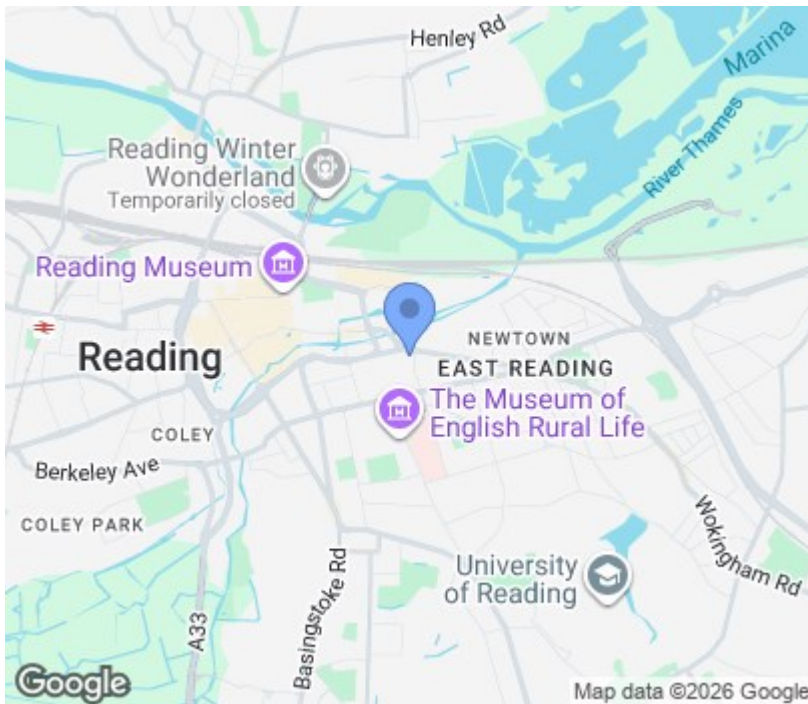 Henley Rd
Marina
Reading Winter
Wonderland
Temporarily closed
River Thames
Reading Museum
NEWTOWN
Reading
EAST READING
The Museum of
English Rural Life
COLEY
Berkeley Ave
COLEY PARK
Wokingham Rd
University
of Reading
Basingstoke Rd
A33
Google
Map data ©2026 Google